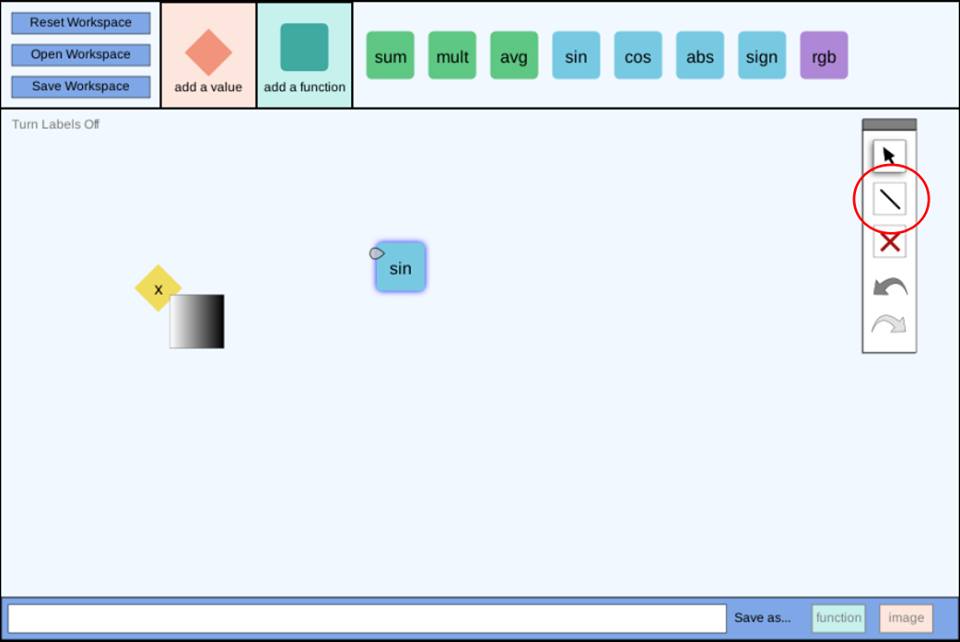 Reset Workspace
Open Workspace
Save Workspace
add a value
add a function
sum mult avg sin cos abs sign rgb
Turn Labels Off
x
sin
Save as... function image